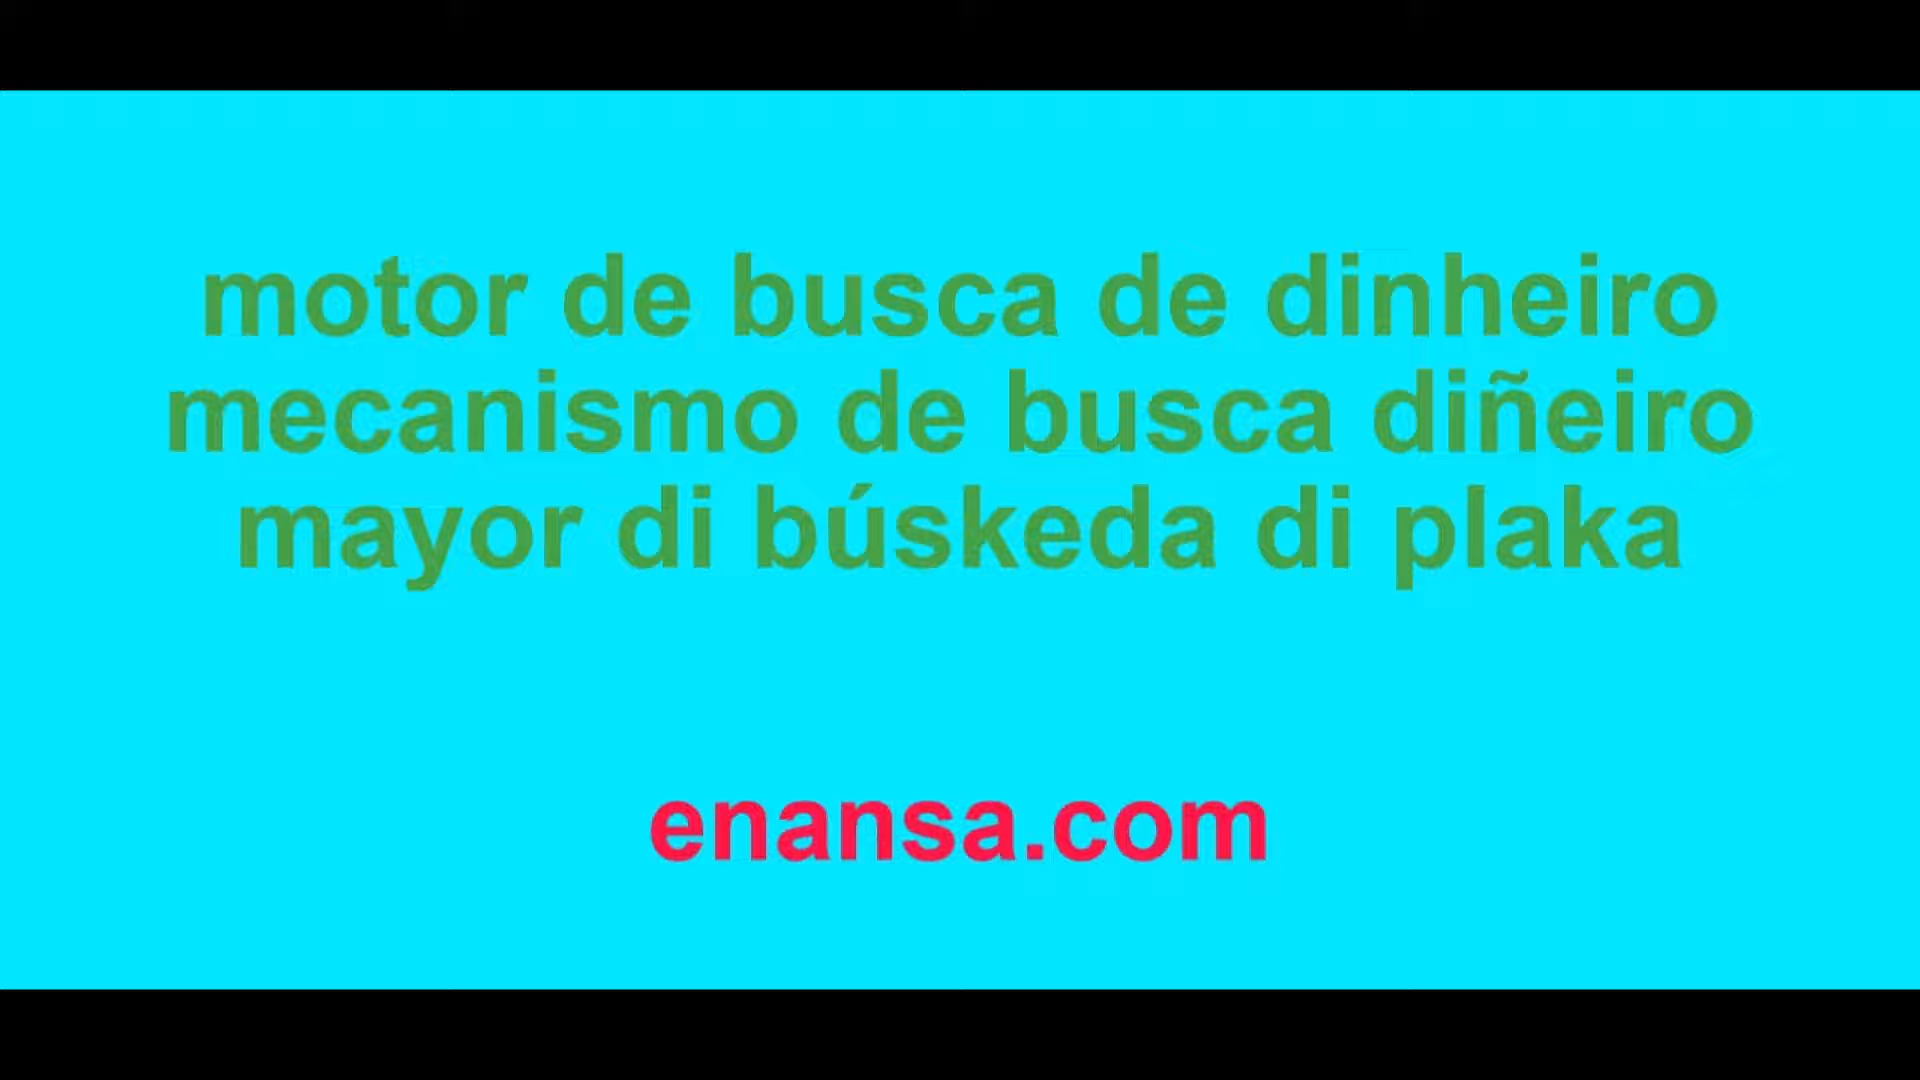 motor de busca de dinheiro
mecanismo de busca diñeiro
mayor di búskeda di plaka
enansa.com